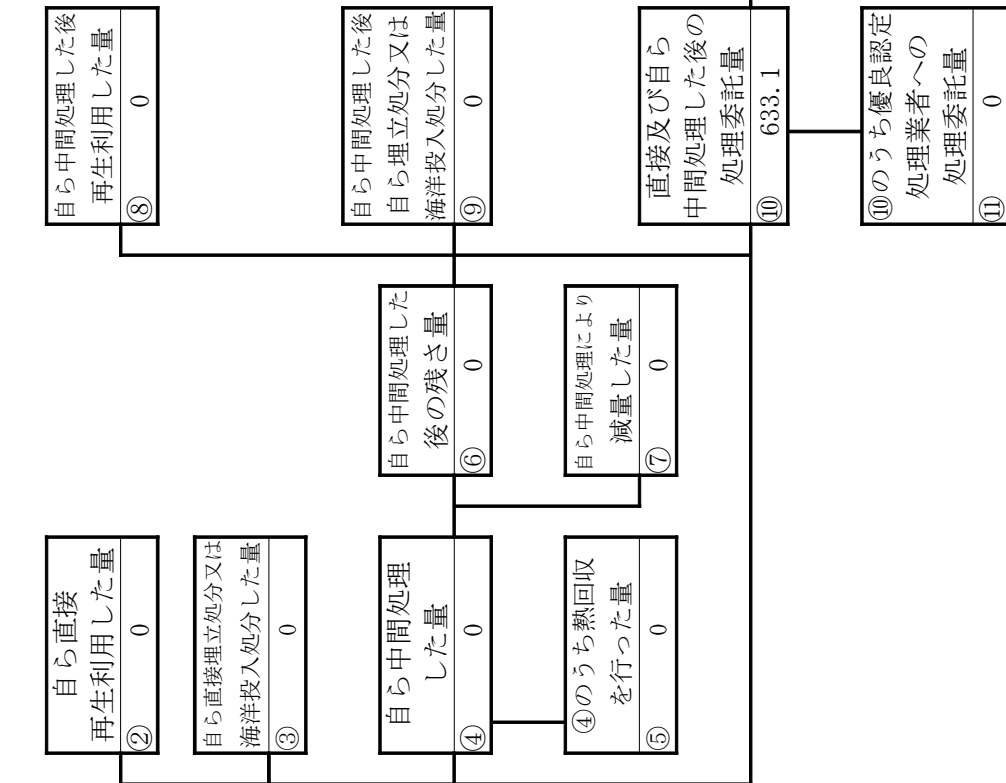 自ら直接
再生利用した量
② 0
自ら直接埋立処分又は
海洋投入処分した量
③ 0
自ら中間処理
した量
④ 0
④のうち熱回収
を行った量
⑤ 0
自ら中間処理した
後の残さ量
⑥ 0
自ら中間処理により
減量した量
⑦ 0
自ら中間処理した後
再生利用した量
⑧ 0
自ら中間処理した後
自ら埋立処分又は
海洋投入処分した量
⑨ 0
直接及び自ら
中間処理した後の
処理委託量
⑩ 633.1
⑩のうち優良認定
処理業者への
処理委託量
⑪ 0